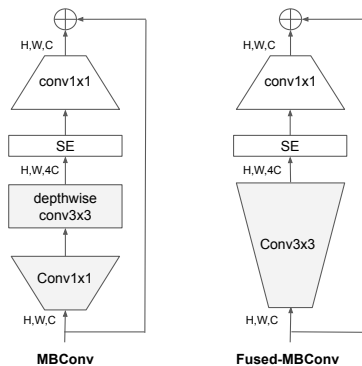 H,W,C
conv1x1
SE
H,W,4C
depthwise
conv3x3
Conv1x1
H,W,C
MBConv
H,W,C
conv1x1
SE
H,W,4C
Conv3x3
H,W,C
Fused-MBConv